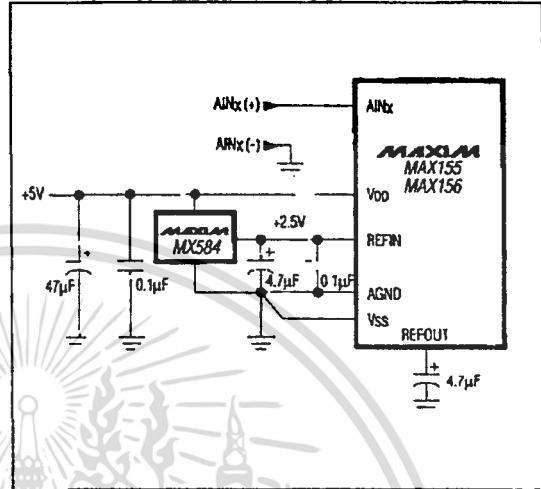 AINx (+)
AINx
AINx (-)
MAXIM
MAX155
MAX156
+5V
VDD
MAXIM
MX584
+2.5V
REFIN
47µF
0.1µF
4.7µF
0.1µF
AGND
VSS
REFOUT
4.7µF